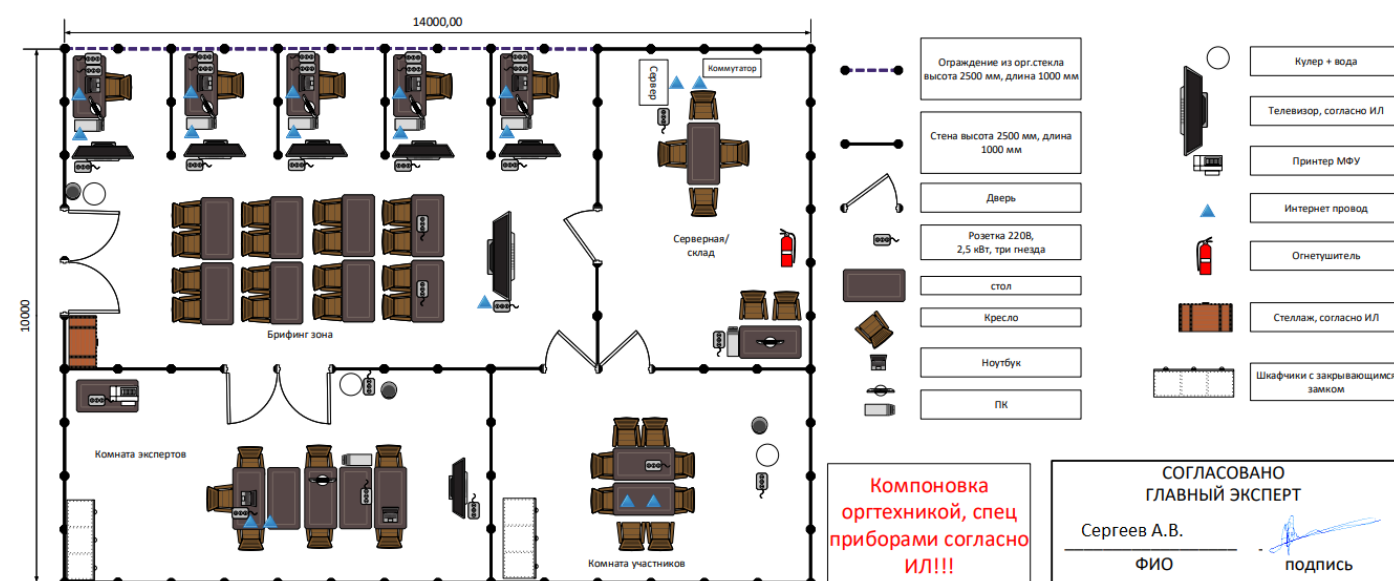 14000,00
10000
Сервер
Коммутатор
Серверная/
склад
Брифинг зона
Комната экспертов
Комната участников
Ограждение из орг.стекла
высота 2500 мм, длина 1000 мм
Стена высота 2500 мм, длина
1000 мм
Дверь
Розетка 220В,
2,5 кВт, три гнезда
стол
Кресло
Ноутбук
ПК
Кулер + вода
Телевизор, согласно ИЛ
Принтер МФУ
Интернет провод
Огнетушитель
Стеллаж, согласно ИЛ
Шкафчики с закрывающимся
замком
Компоновка
оргтехникой, спец
приборами согласно
ИЛ!!!
СОГЛАСОВАНО
ГЛАВНЫЙ ЭКСПЕРТ
Сергеев А.В.
ФИО
подпись